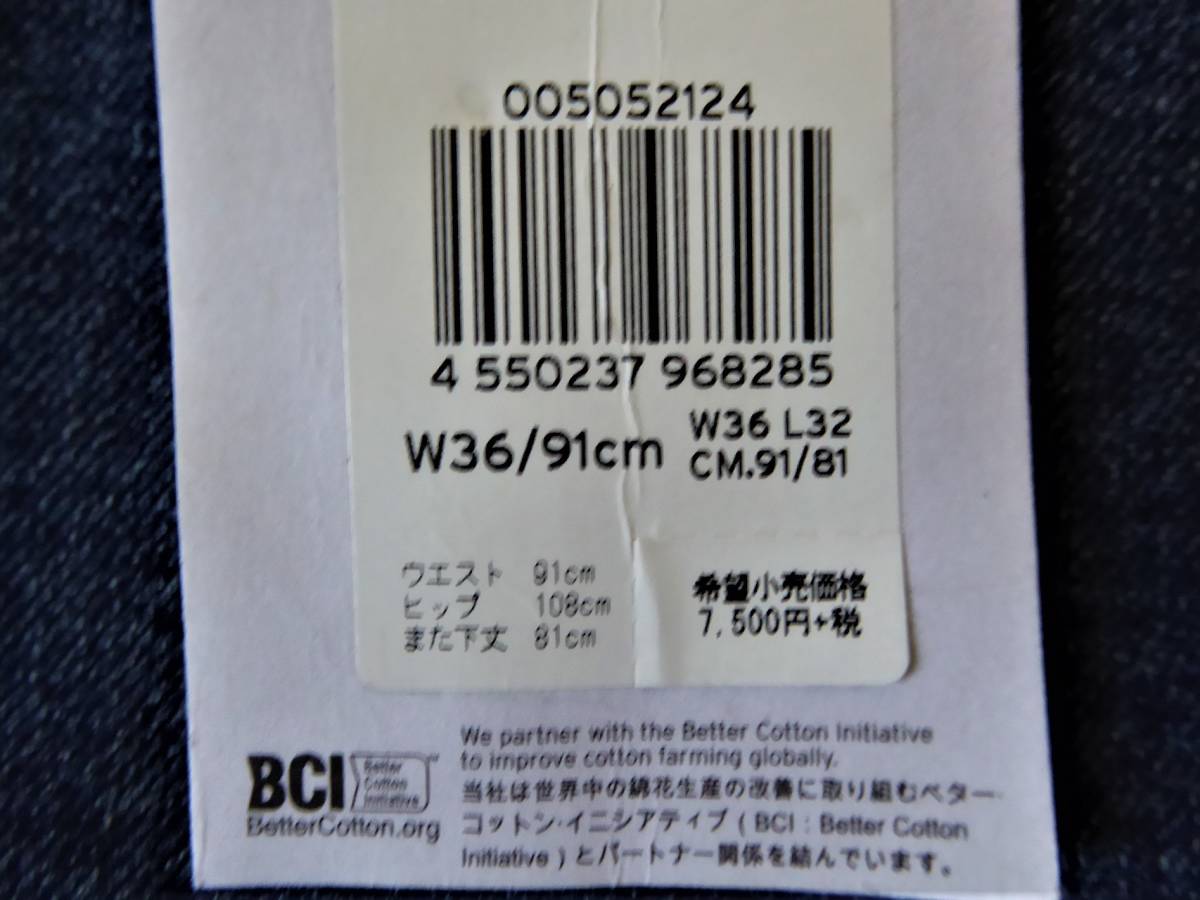 005052124
4 550237 968285
W36/91cm
W36 L32
CM.91/81
ウエスト 91cm
ヒップ 108cm
また下丈 81cm
希望小売価格
7,500円+税
We partner with the Better Cotton Initiative
to improve cotton farming globally.
BCI
Better
Cotton
Initiative
BetterCotton.org
当社は世界中の綿花生産の改善に取り組むベター
コットン・イニシアティブ ( BCI : Better Cotton
Initiative ) とパートナー関係を結んでいます。